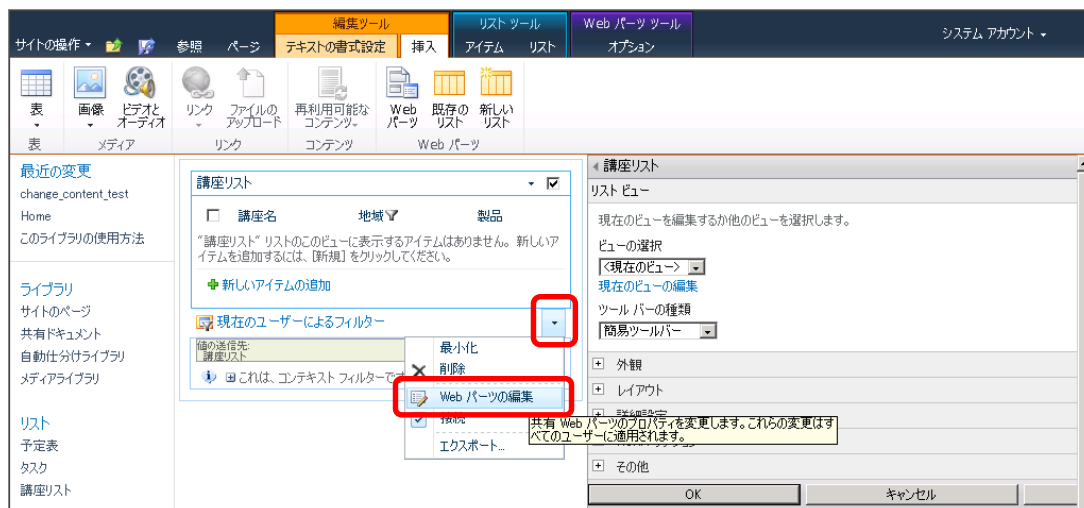 編集ツール
リスト ツール
Web パーツ ツール
サイトの操作
参照
ページ
テキストの書式設定
挿入
アイテム
リスト
オプション
システム アカウント
表
画像
ビデオと
オーディオ
リンク
ファイルの
アップロード
再利用可能な
コンテンツ
Web
パーツ
既存の
リスト
新しい
リスト
表
メディア
リンク
コンテンツ
Web パーツ
最近の変更
change_content_test
Home
このライブラリの使用方法
ライブラリ
サイトのページ
共有ドキュメント
自動仕分けライブラリ
メディアライブラリ
リスト
予定表
タスク
講座リスト
講座リスト
講座名
地域
製品
"講座リスト" リストのこのビューに表示するアイテムはありません。新しいア
イテムを追加するには、[新規] をクリックしてください。
新しいアイテムの追加
現在のユーザーによるフィルター
値の送信先:
講座リスト
これは、コンテキスト フィルターで
最小化
削除
Web パーツの編集
接続
エクスポート...
共有 Web パーツのプロパティを変更します。これらの変更はす
べてのユーザーに適用されます。
講座リスト
リスト ビュー
現在のビューを編集するか他のビューを選択します。
ビューの選択
<現在のビュー>
現在のビューの編集
ツール バーの種類
簡易ツールバー
外観
レイアウト
詳細設定
その他
OK
キャンセル